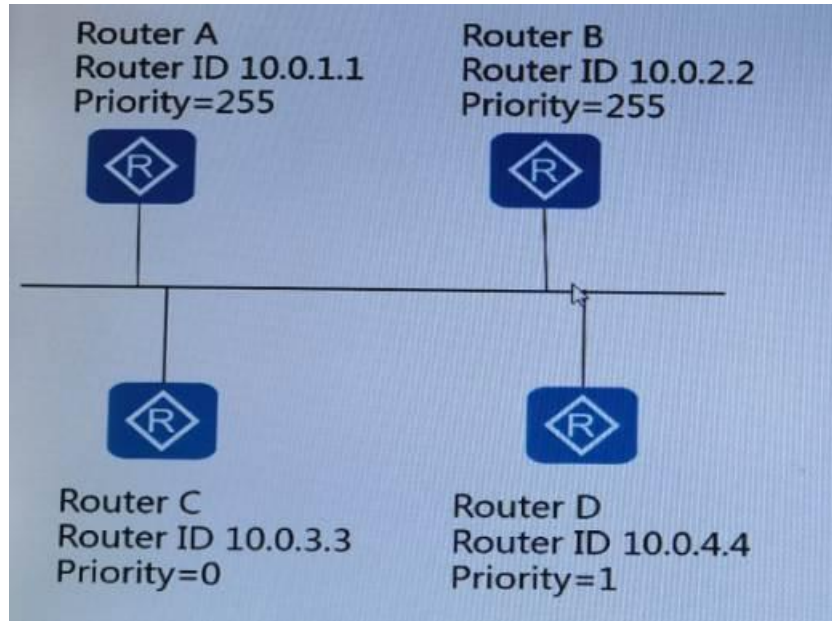 Router A
Router ID 10.0.1.1
Priority=255
Router B
Router ID 10.0.2.2
Priority=255
R
R
R
R
Router C
Router ID 10.0.3.3
Priority=0
Router D
Router ID 10.0.4.4
Priority=1